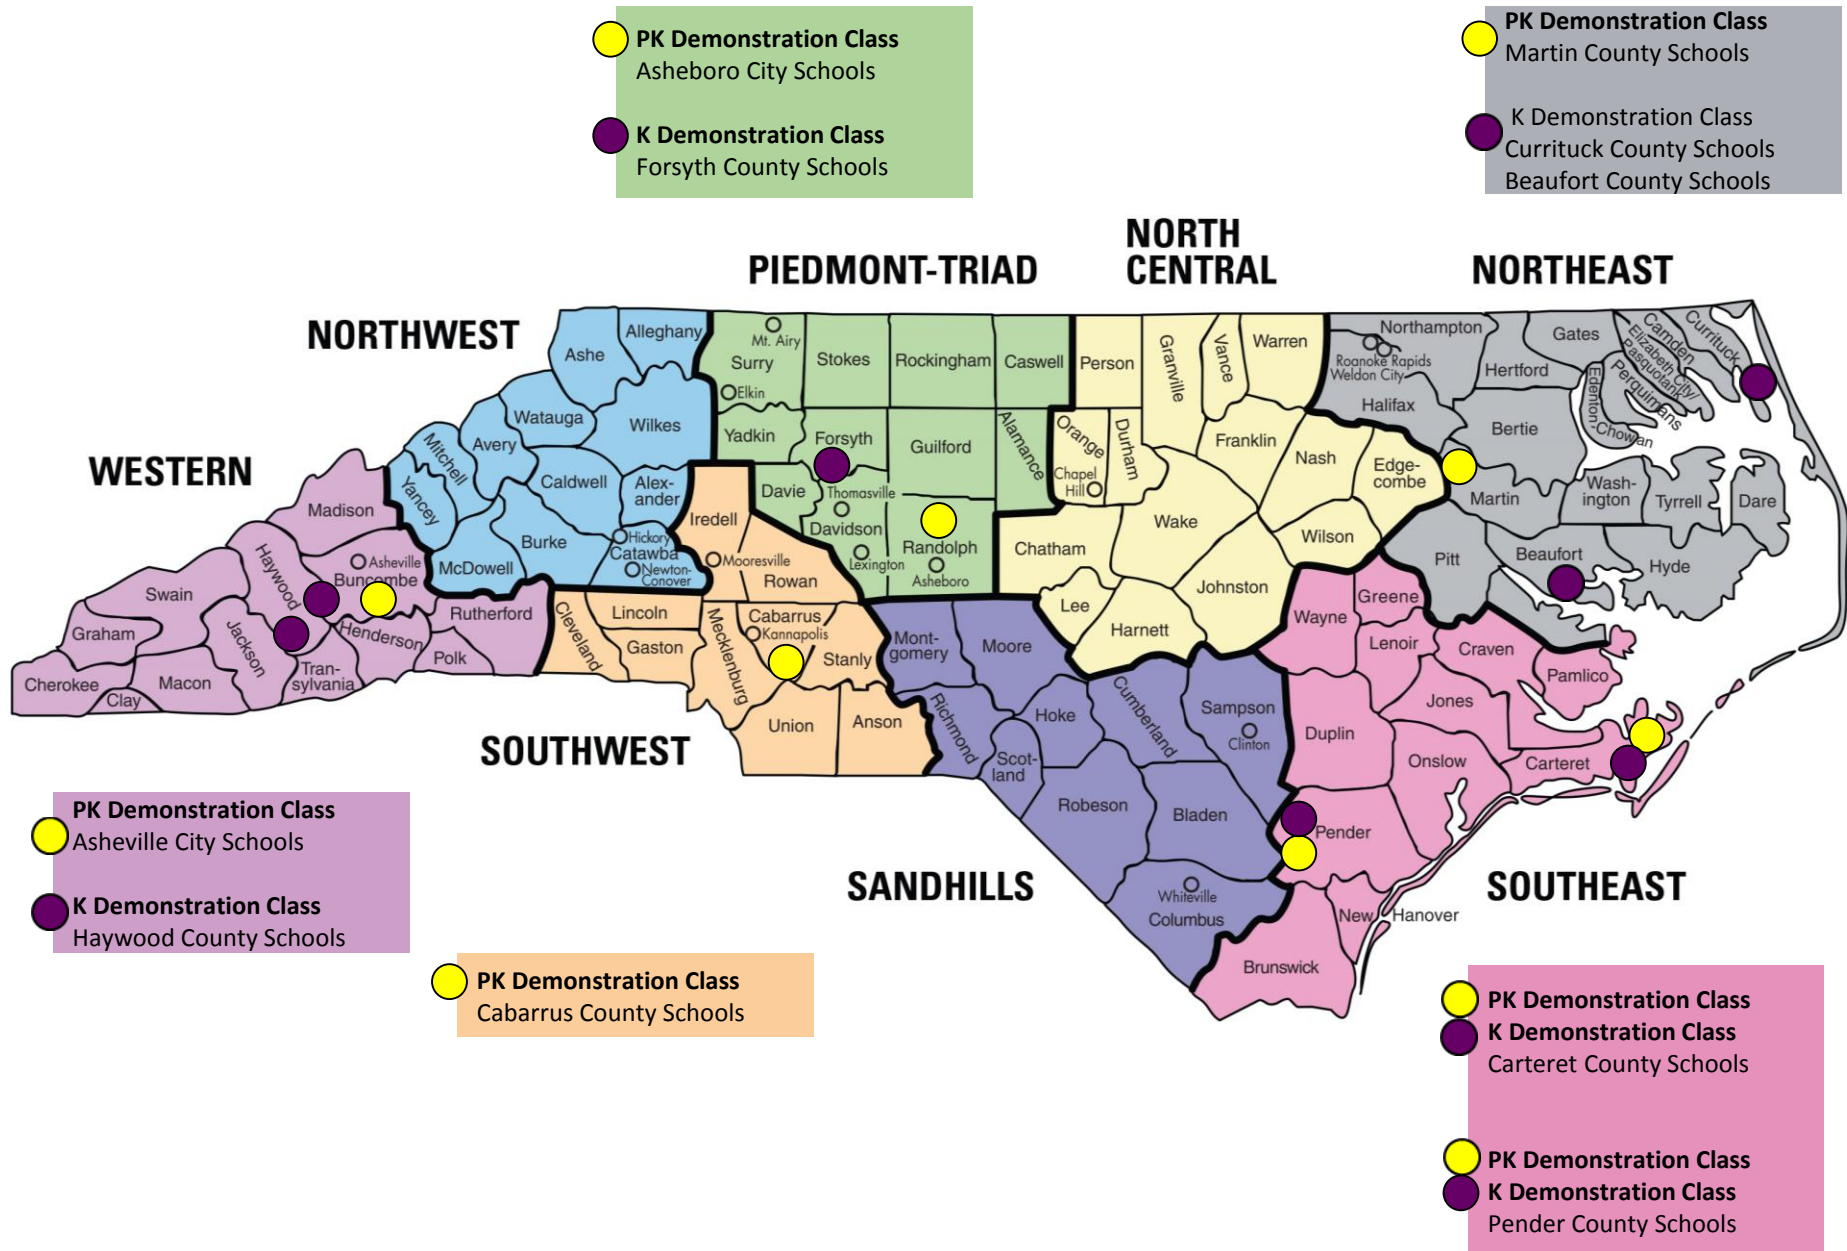 PK Demonstration Class
Asheboro City Schools
K Demonstration Class
Forsyth County Schools
PK Demonstration Class
Martin County Schools
K Demonstration Class
Currituck County Schools
Beaufort County Schools
NORTHWEST
PIEDMONT-TRIAD
NORTH
CENTRAL
NORTHEAST
WESTERN
SOUTHWEST
SANDHILLS
SOUTHEAST
Ashe
Alleghany
Watauga
Wilkes
Avery
Mitchell
Yancey
Caldwell
Alex-
ander
Burke
McDowell
Hickory
Catawba
Newton-
Conover
Mt. Airy
Surry
Elkin
Stokes
Rockingham
Caswell
Yadkin
Forsyth
Guilford
Alamance
Davie
Thomasville
Davidson
Lexington
Randolph
Asheboro
Person
Granville
Vance
Warren
Orange
Durham
Chapel
Hill
Franklin
Nash
Edge-
combe
Wake
Wilson
Chatham
Johnston
Lee
Harnett
Northampton
Roanoke Rapids
Weldon City
Halifax
Hertford
Gates
Camden
Currituck
Elizabeth City/
Pasquotank
Perquimans
Edenton-Chowan
Bertie
Martin
Wash-
ington
Tyrrell
Dare
Pitt
Beaufort
Hyde
Madison
Haywood
Asheville
Buncombe
Swain
Graham
Jackson
Henderson
Rutherford
Polk
Tran-
sylvania
Cherokee
Clay
Macon
Iredell
Mooresville
Rowan
Cleveland
Lincoln
Gaston
Mecklenburg
Cabarrus
Kannapolis
Stanly
Union
Anson
Mont-
gomery
Moore
Richmond
Hoke
Scot-
land
Cumberland
Sampson
Clinton
Robeson
Bladen
Whiteville
Columbus
Wayne
Greene
Lenoir
Craven
Pamlico
Jones
Duplin
Onslow
Carteret
Pender
New Hanover
Brunswick
PK Demonstration Class
Asheville City Schools
K Demonstration Class
Haywood County Schools
PK Demonstration Class
Cabarrus County Schools
PK Demonstration Class
K Demonstration Class
Carteret County Schools
PK Demonstration Class
K Demonstration Class
Pender County Schools